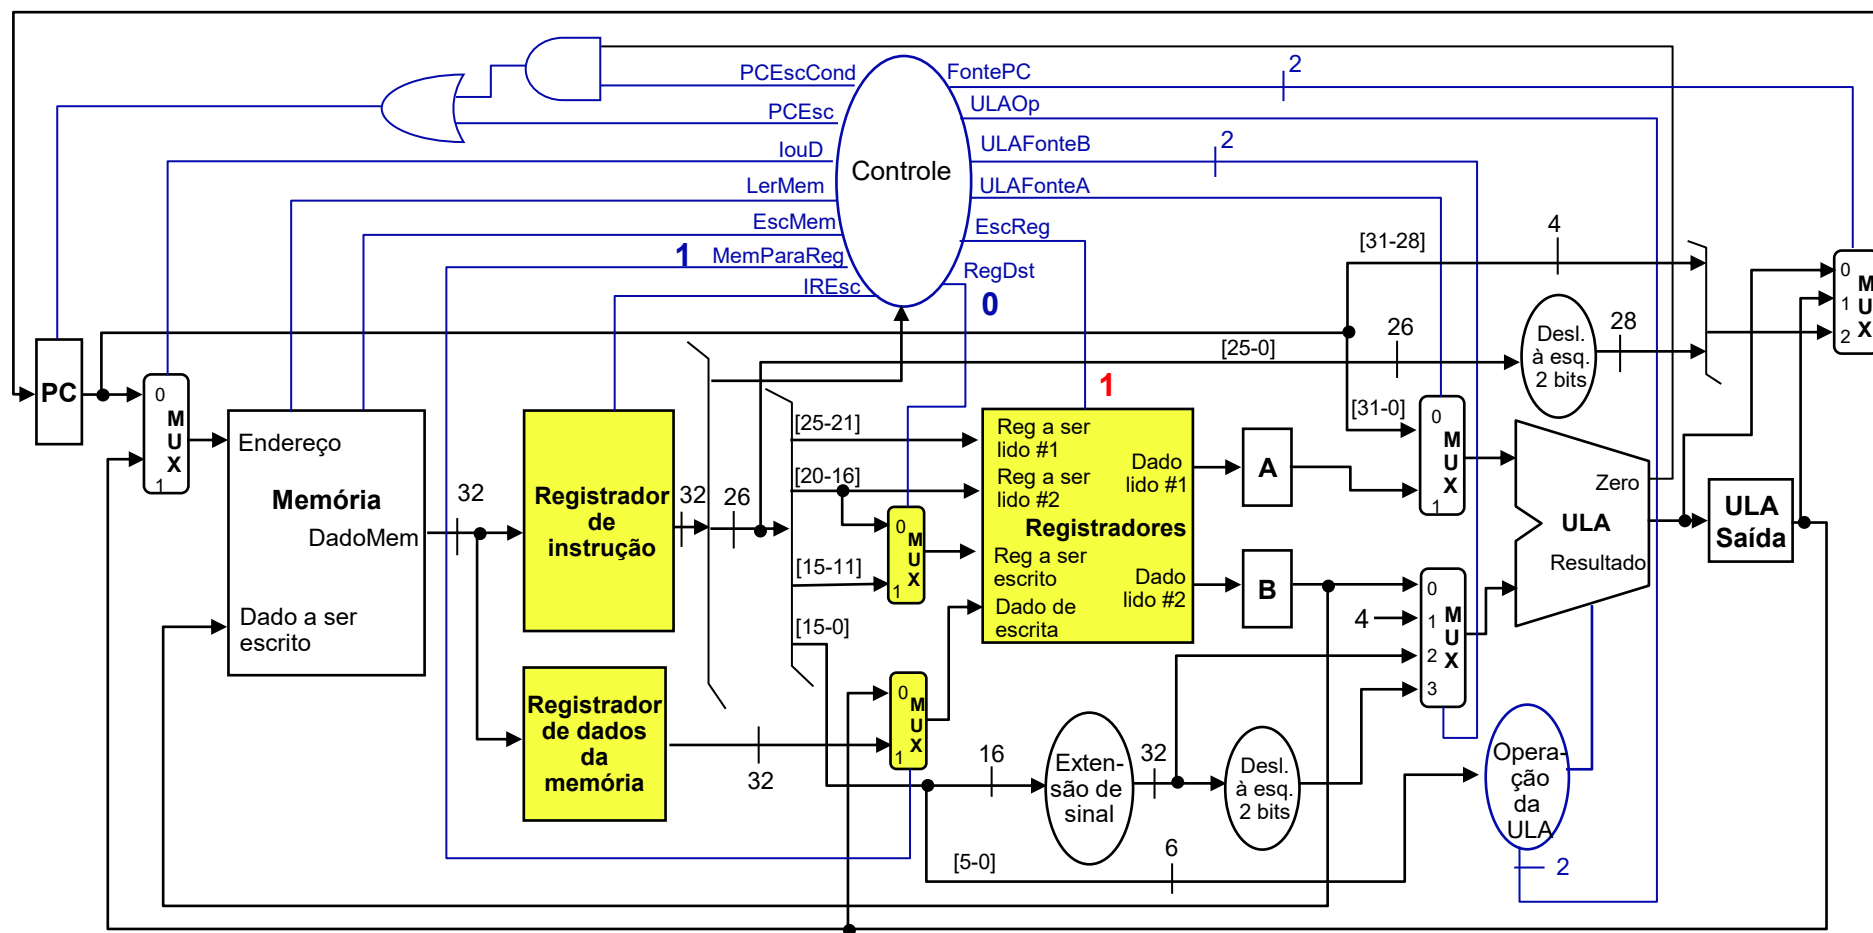 PCEscCond
FontePC
2
PCEsc
ULAOp
IouD
ULAFonteB
2
Controle
LerMem
ULAFonteA
EscMem
EscReg
1
MemParaReg
RegDst
IREsc
0
[31-28]
4
0
1
2
M
U
X
[25-0]
26
Desl.
à esq.
2 bits
28
PC
0
M
U
X
1
1
[31-0]
0
M
U
X
1
Endereço
Memória
DadoMem
Dado a ser
escrito
32
Registrador
de
instrução
32
26
[25-21]
[20-16]
[15-11]
[15-0]
0
M
U
X
1
Reg a ser
lido #1
Reg a ser
lido #2
Registradores
Reg a ser
escrito
Dado de
escrita
Dado
lido #1
Dado
lido #2
A
B
4
0
1
2
3
M
U
X
Zero
ULA
Resultado
ULA
Saída
Registrador
de dados
da
memória
32
0
M
U
X
1
16
Exten-
são de
sinal
32
Desl.
à esq.
2 bits
Opera-
ção
da
ULA
[5-0]
6
2